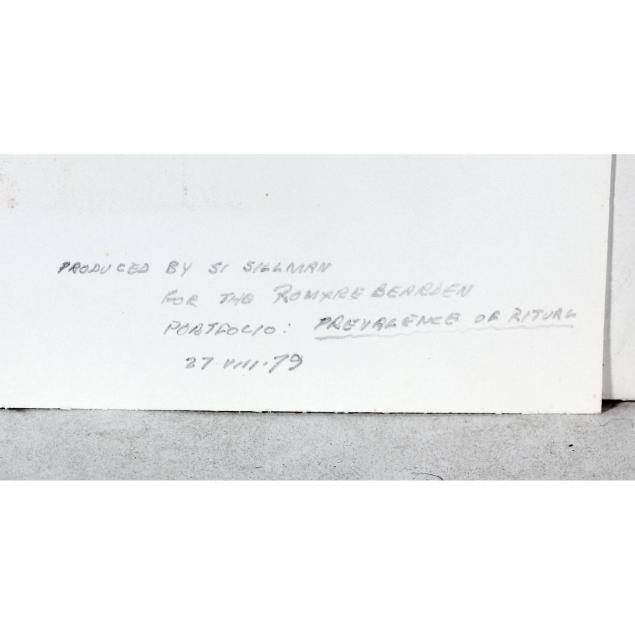 PRODUCED BY SI SILLMAN
FOR THE ROMARE BEARDEN
PORTFOLIO: PREVALENCE OF RITUAL
27·VIII·79